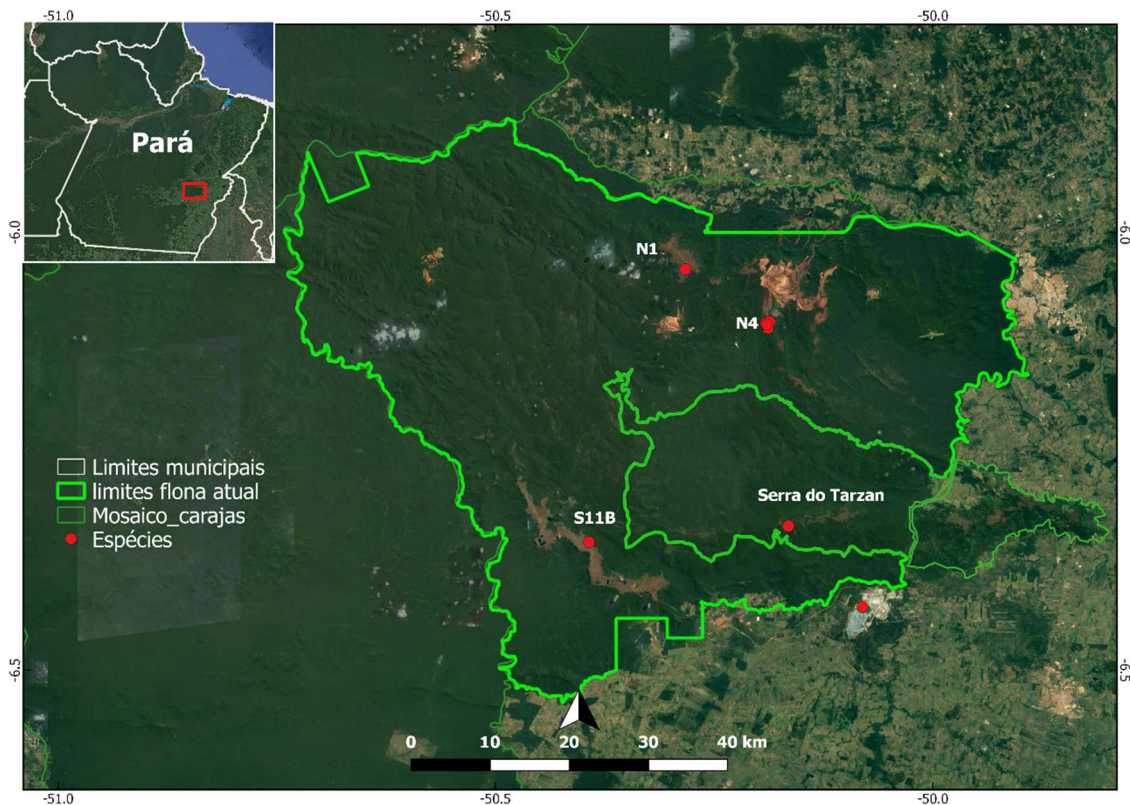 -51.0
-50.5
-50.0
Pará
-6.0
-6.0
N1
N4
Limites municipais
limites flona atual
Mosaico_carajas
Espécies
Serra do Tarzan
S11B
-6.5
-6.5
0 10 20 30 40 km
-51.0
-50.5
-50.0